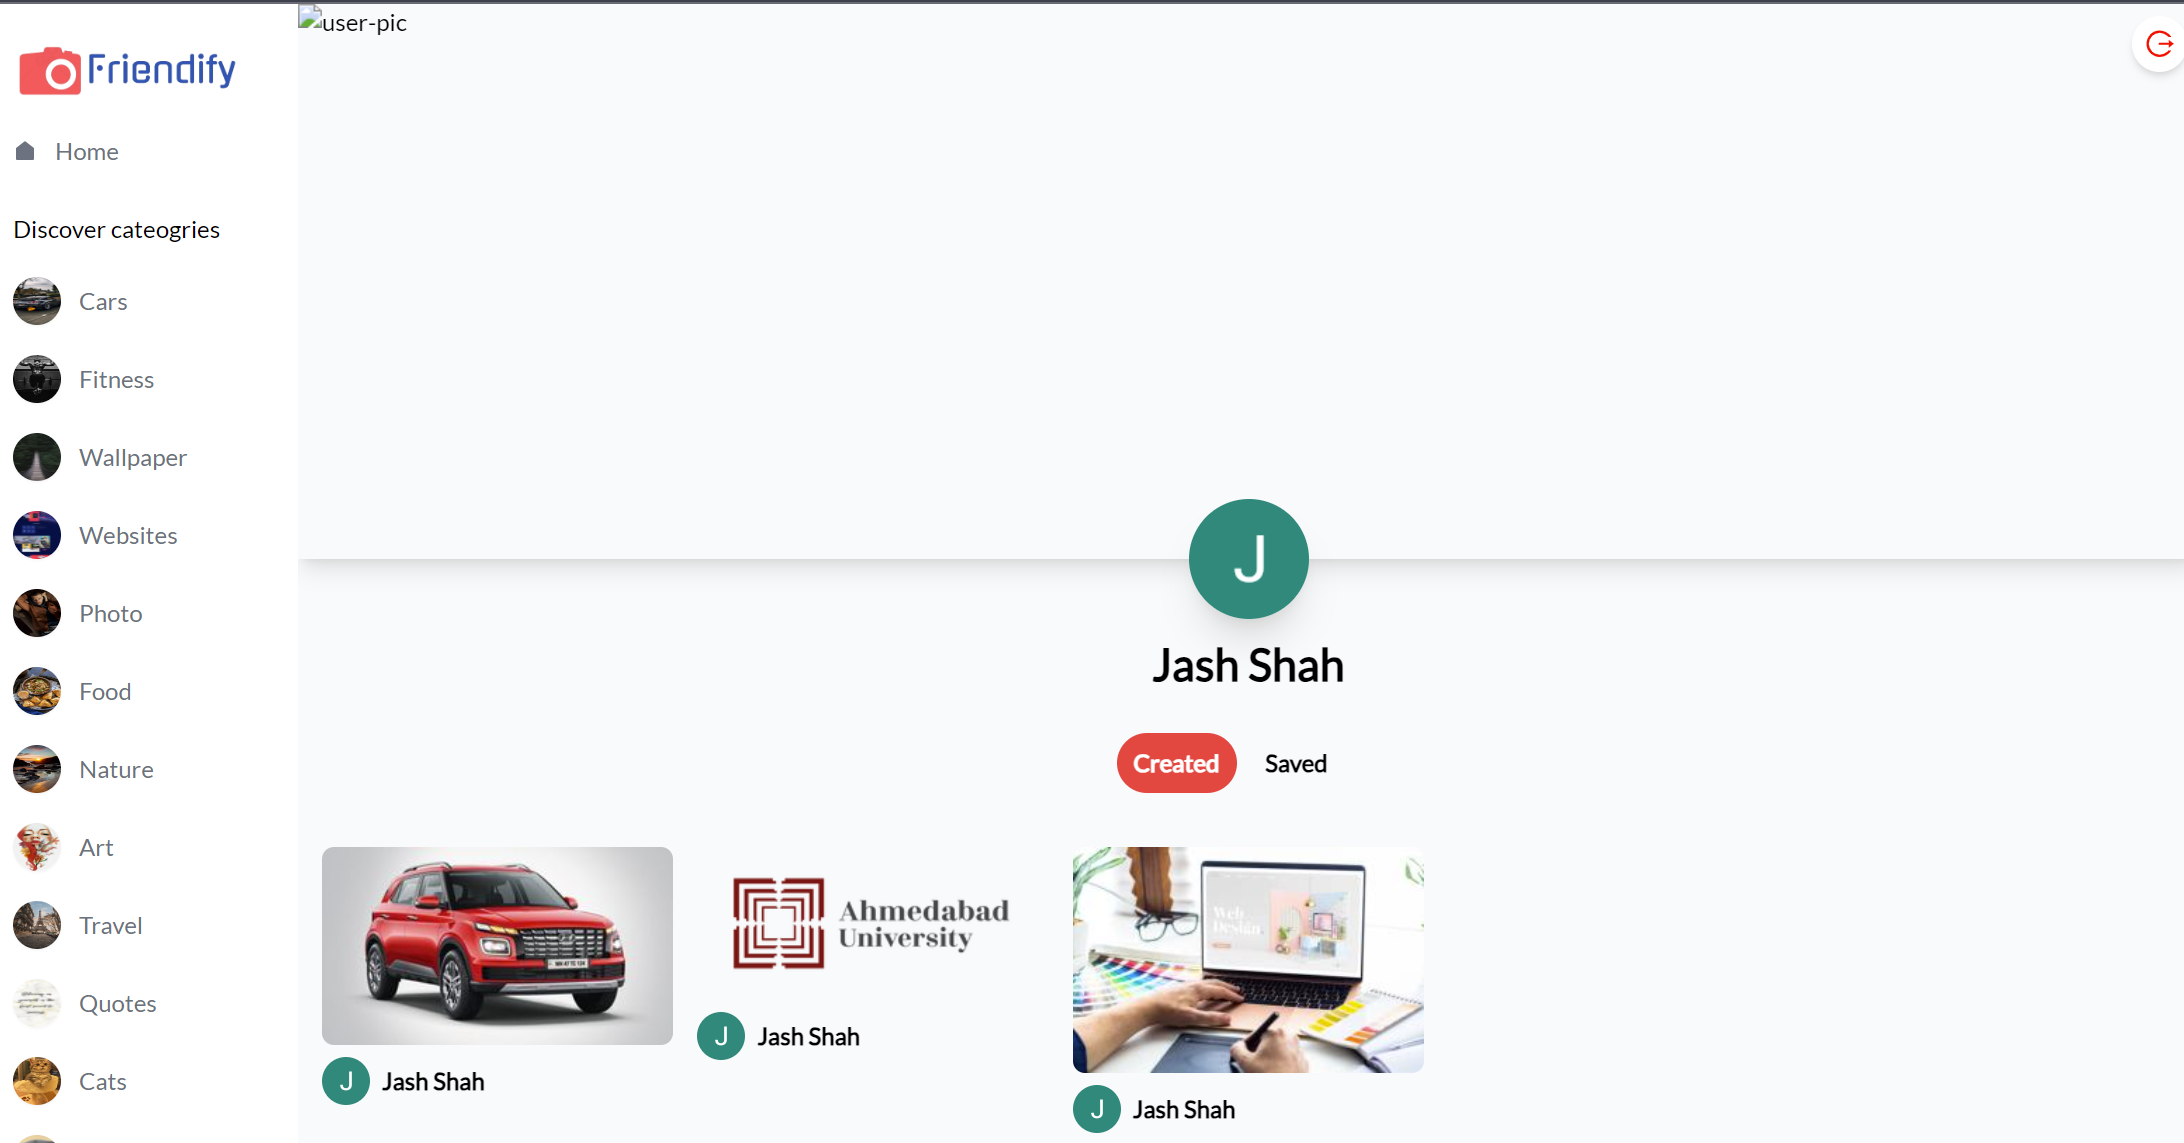 user-pic
Friendify
Home
Discover cateogries
Cars
Fitness
Wallpaper
Websites
Photo
Food
Nature
Art
Travel
Quotes
Cats
J
Jash Shah
Created
Saved
Ahmedabad
University
Web
Design
J
Jash Shah
J
Jash Shah
J
Jash Shah